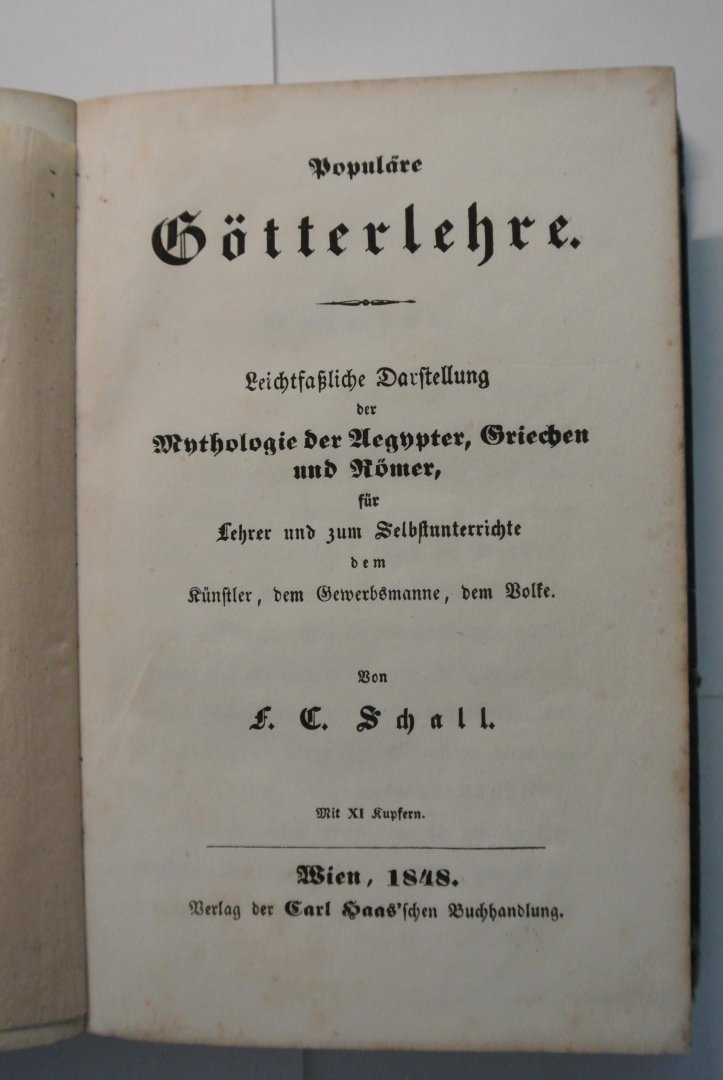 Populäre
Götterlehre.
Leichtfaßliche Darstellung
der
Mythologie der Aegypter, Griechen
und Römer,
für
Lehrer und zum Selbstunterrichte
dem
Künstler, dem Gewerbsmanne, dem Volke.
Von
F. C. Schall.
Mit XI Kupfern.
Wien, 1848.
Verlag der Carl Haas'schen Buchhandlung.